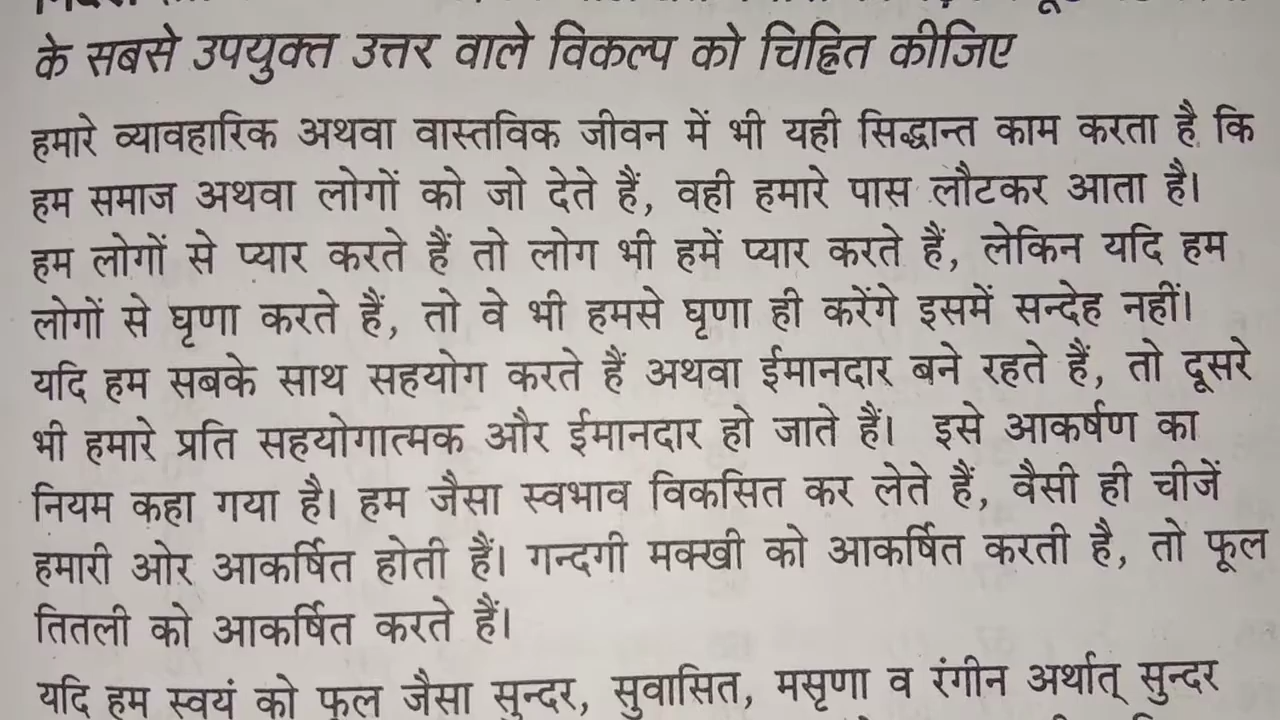 के सबसे उपयुक्त उत्तर वाले विकल्प को चिह्नित कीजिए
हमारे व्यावहारिक अथवा वास्तविक जीवन में भी यही सिद्धान्त काम करता है कि
हम समाज अथवा लोगों को जो देते हैं, वही हमारे पास लौटकर आता है।
हम लोगों से प्यार करते हैं तो लोग भी हमें प्यार करते हैं, लेकिन यदि हम
लोगों से घृणा करते हैं, तो वे भी हमसे घृणा ही करेंगे इसमें सन्देह नहीं।
यदि हम सबके साथ सहयोग करते हैं अथवा ईमानदार बने रहते हैं, तो दूसरे
भी हमारे प्रति सहयोगात्मक और ईमानदार हो जाते हैं। इसे आकर्षण का
नियम कहा गया है। हम जैसा स्वभाव विकसित कर लेते हैं, वैसी ही चीजें
हमारी ओर आकर्षित होती हैं। गन्दगी मक्खी को आकर्षित करती है, तो फूल
तितली को आकर्षित करते हैं।
यदि हम स्वयं को फूल जैसा सुन्दर, सुवासित, मसृणा व रंगीन अर्थात् सुन्दर